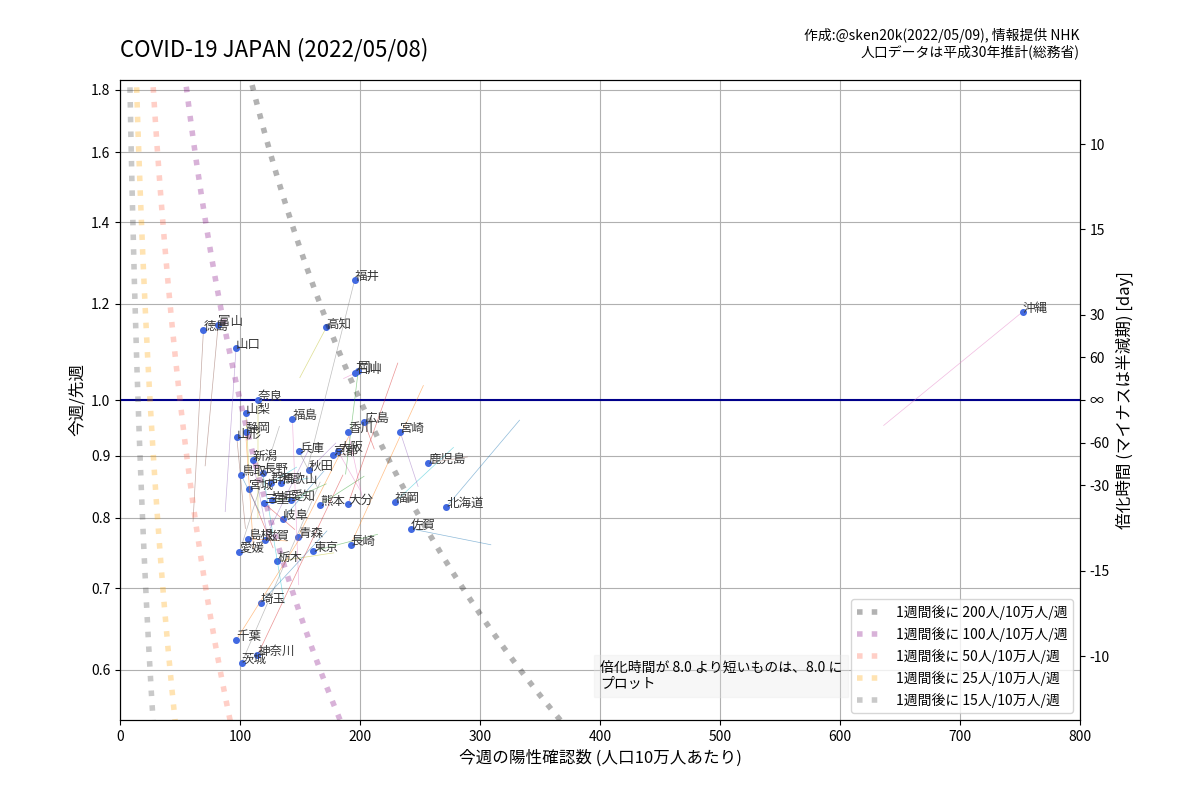 COVID-19 JAPAN (2022/05/08)
作成:@sken20k(2022/05/09), 情報提供 NHK
人口データは平成30年推計(総務省)
1.8
1.6
1.4
1.2
1.0
0.9
0.8
0.7
0.6
今週/先週
10
15
30
60
∞
-60
-30
-15
-10
倍化時間 (マイナスは半減期) [day]
福井
沖縄
富山
徳島
高知
山口
岡山
奈良
山梨
福島
広島
静岡
山形
香川
宮崎
兵庫
大阪
京都
新潟
鹿児島
鳥取
長野
秋田
和歌山
宮城
愛知
熊本
大分
福岡
北海道
岐阜
佐賀
島根
滋賀
青森
愛媛
東京
長崎
栃木
埼玉
千葉
神奈川
茨城
倍化時間が 8.0 より短いものは、8.0 に
プロット
1週間後に 200人/10万人/週
1週間後に 100人/10万人/週
1週間後に 50人/10万人/週
1週間後に 25人/10万人/週
1週間後に 15人/10万人/週
0 100 200 300 400 500 600 700 800
今週の陽性確認数 (人口10万人あたり)